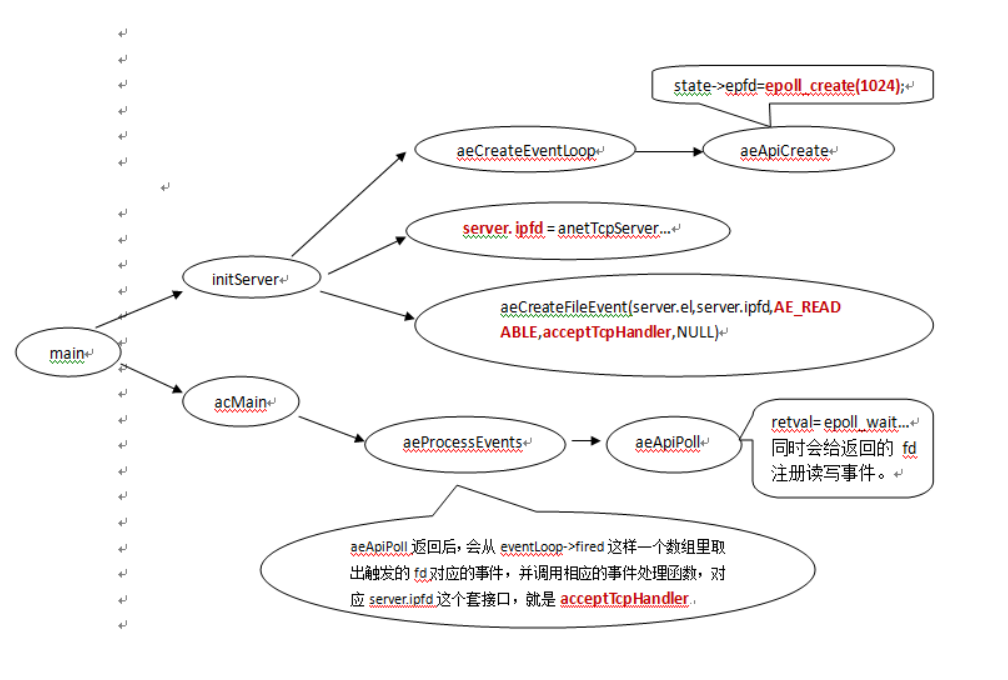 state->epfd=epoll_create(1024);
aeCreateEventLoop
aeApiCreate
server. ipfd = anetTcpServer...
initServer
aeCreateFileEvent(server.el,server.ipfd,AE_READ
ABLE,acceptTcpHandler,NULL)
main
acMain
aeProcessEvents
aeApiPoll
retval= epoll_wait...
同时会给返回的 fd
注册读写事件。
aeApiPoll 返回后，会从 eventLoop->fired 这样一个数组里取
出触发的 fd 对应的事件，并调用相应的事件处理函数，对
应 server.ipfd 这个套接口，就是 acceptTcpHandler.